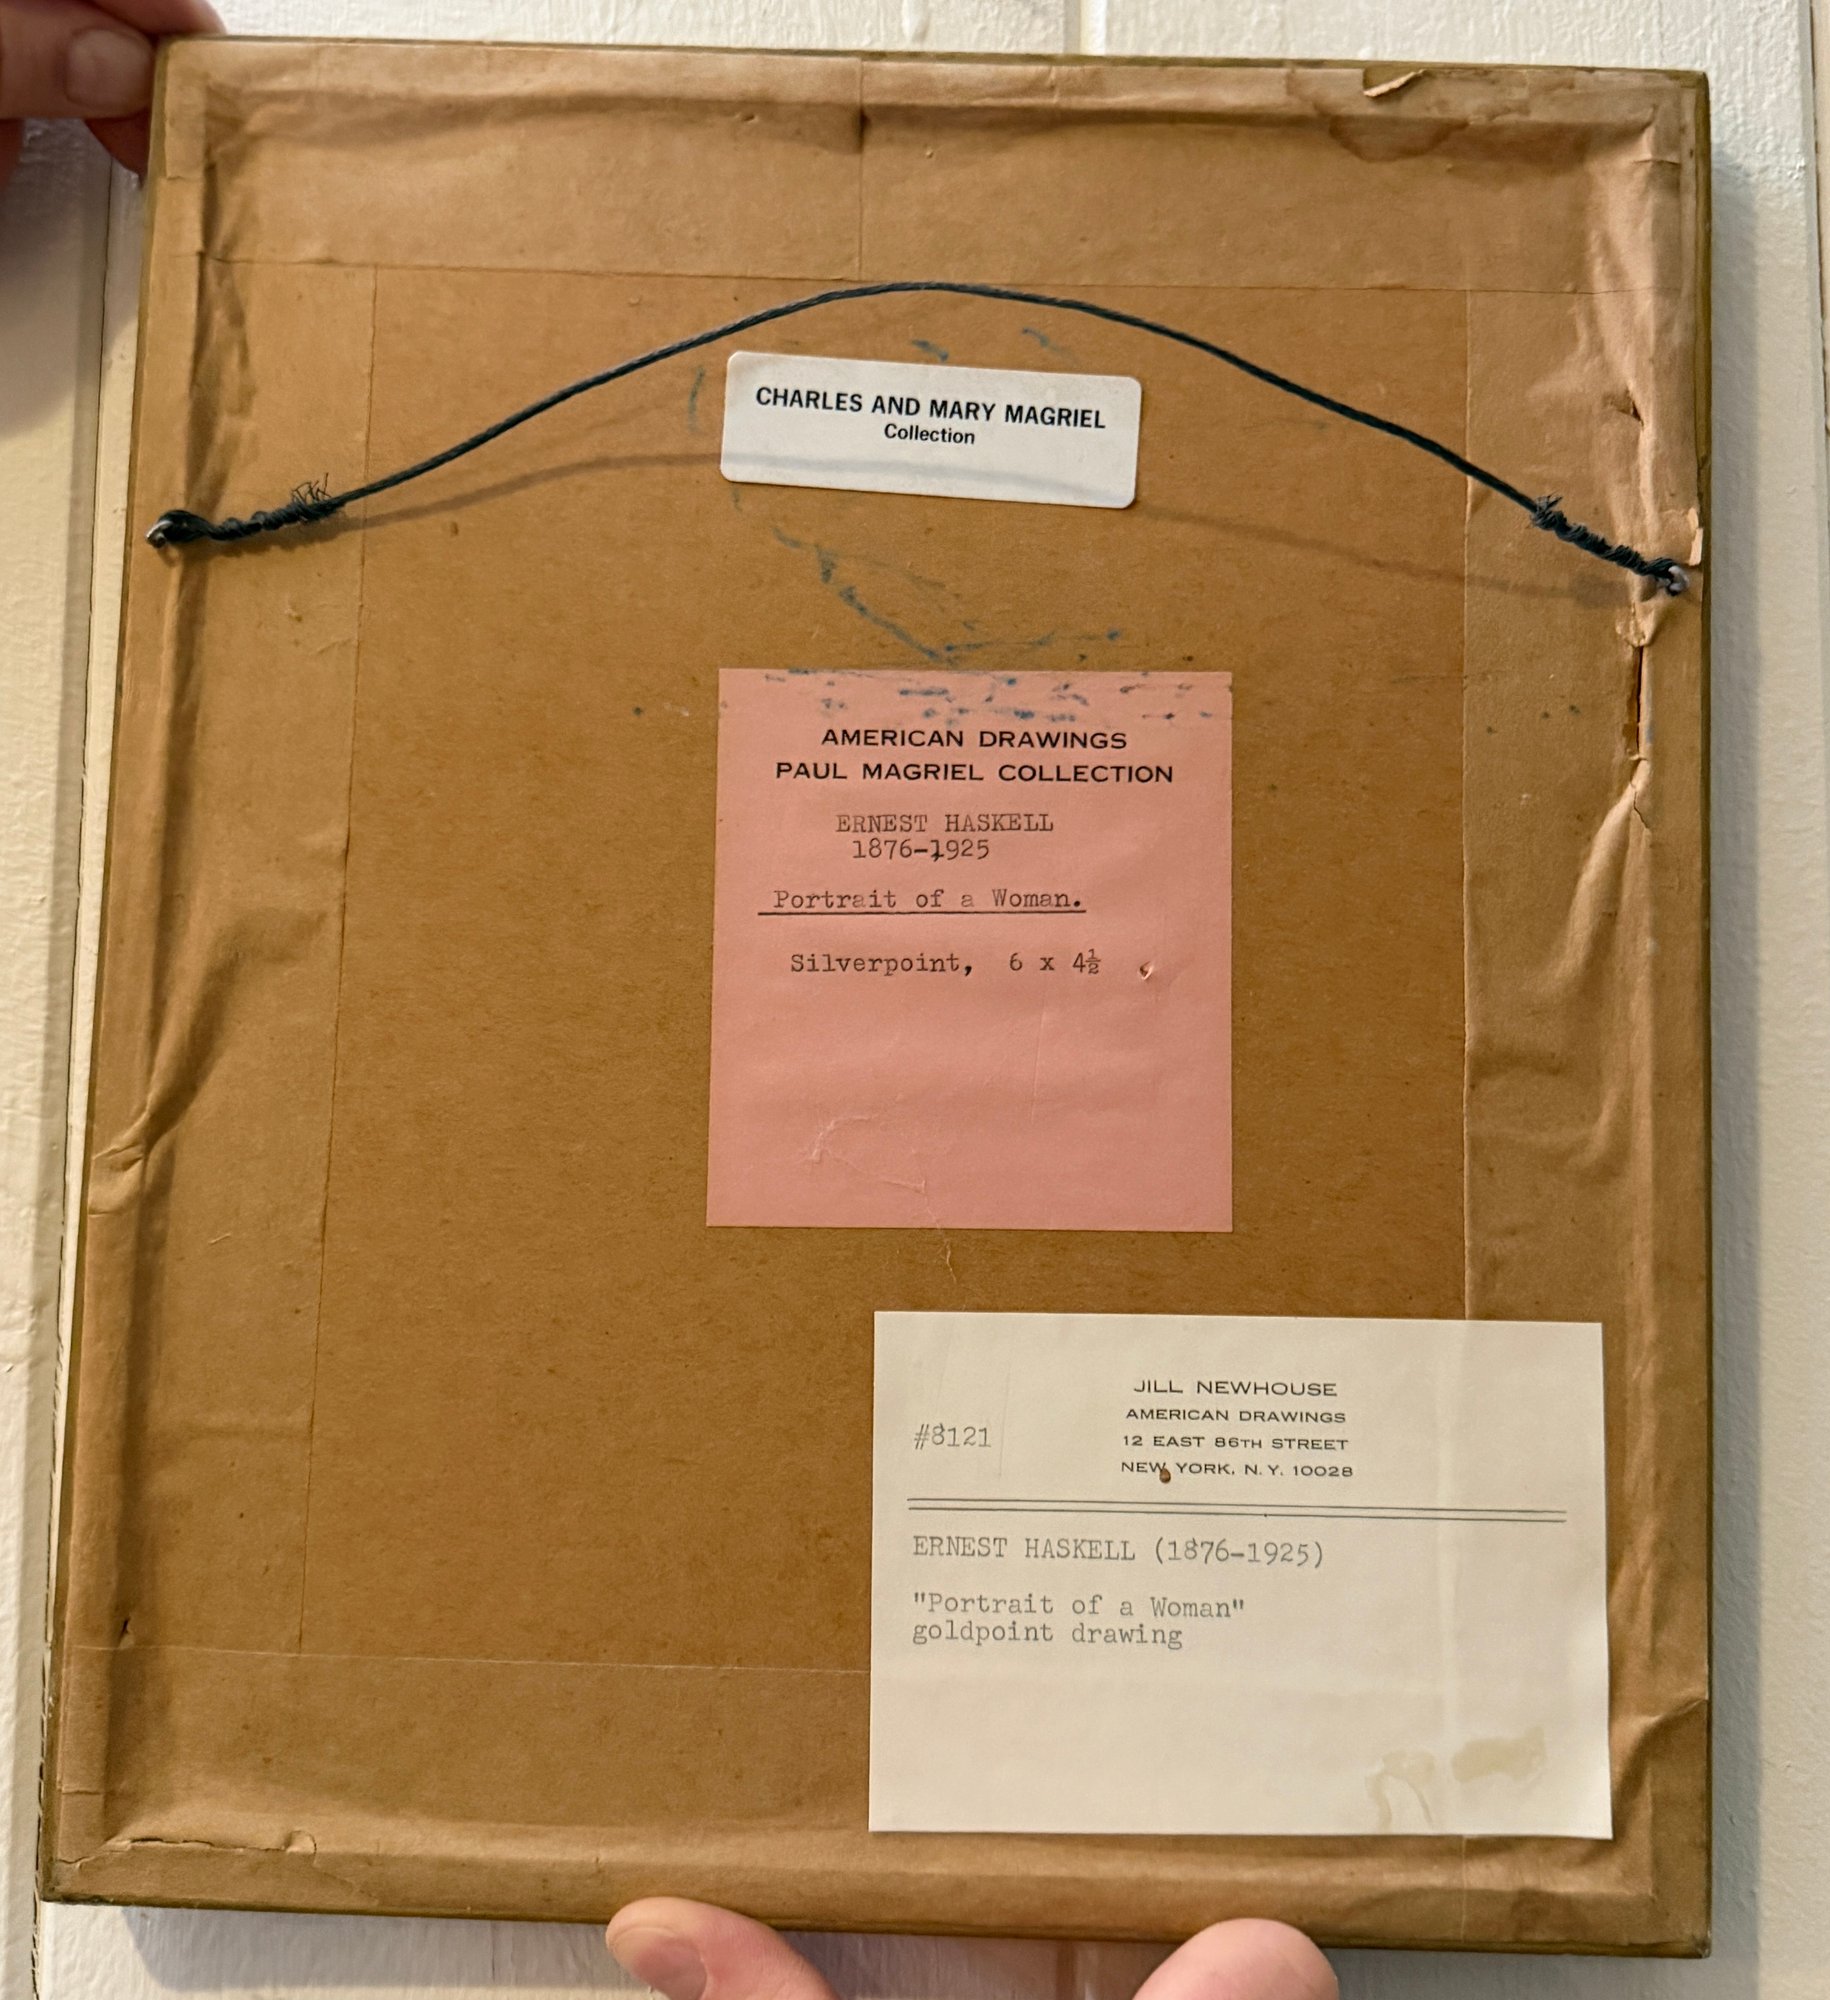 CHARLES AND MARY MAGRIEL
Collection
AMERICAN DRAWINGS
PAUL MAGRIEL COLLECTION
ERNEST HASKELL
1876-1925
Portrait of a Woman.
Silverpoint, 6 x 4½
JILL NEWHOUSE
AMERICAN DRAWINGS
#8121
12 EAST 86TH STREET
NEW YORK, N.Y. 10028
ERNEST HASKELL (1876-1925)
"Portrait of a Woman"
goldpoint drawing